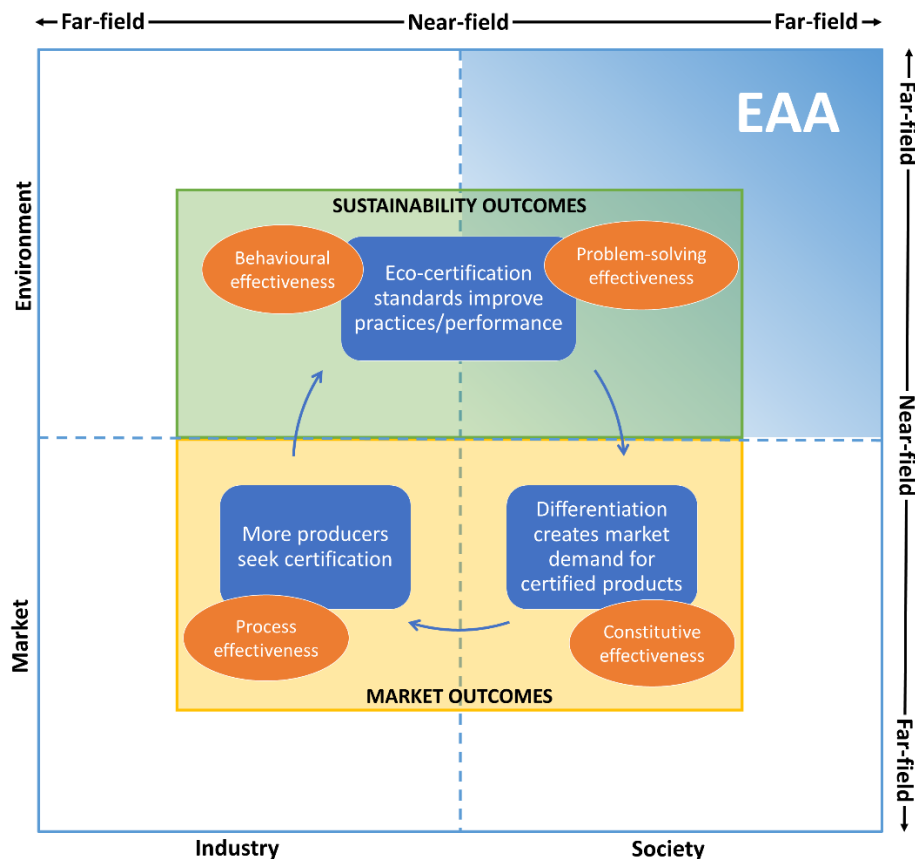 Far-field Near-field Far-field
EAA
Far-field
Environment
SUSTAINABILITY OUTCOMES
Behavioural
effectiveness
Eco-certification
standards improve
practices/performance
Problem-solving
effectiveness
Near-field
More producers
seek certification
Differentiation
creates market
demand for
certified products
Market
Process
effectiveness
Constitutive
effectiveness
MARKET OUTCOMES
Far-field
Industry Society